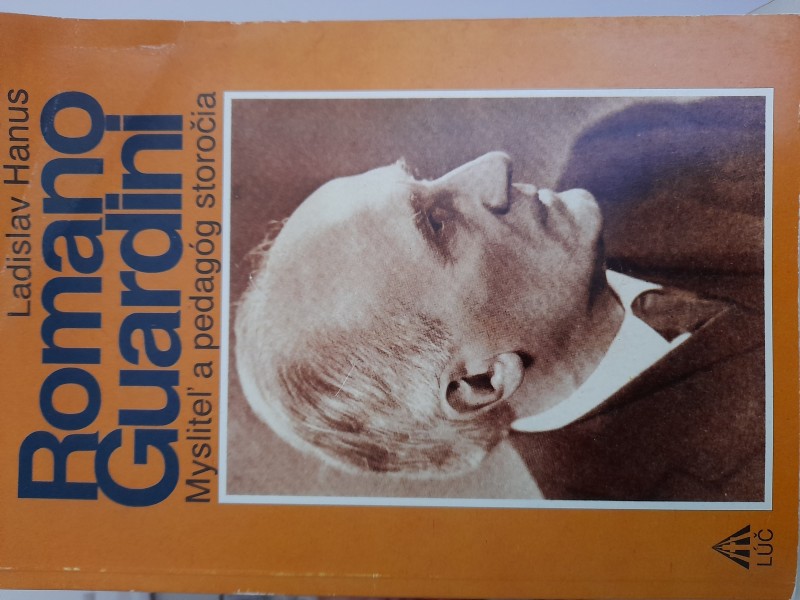 Ladislav Hanus
Romano
Guardini
Mysliteľ a pedagóg storočia
LÚČ